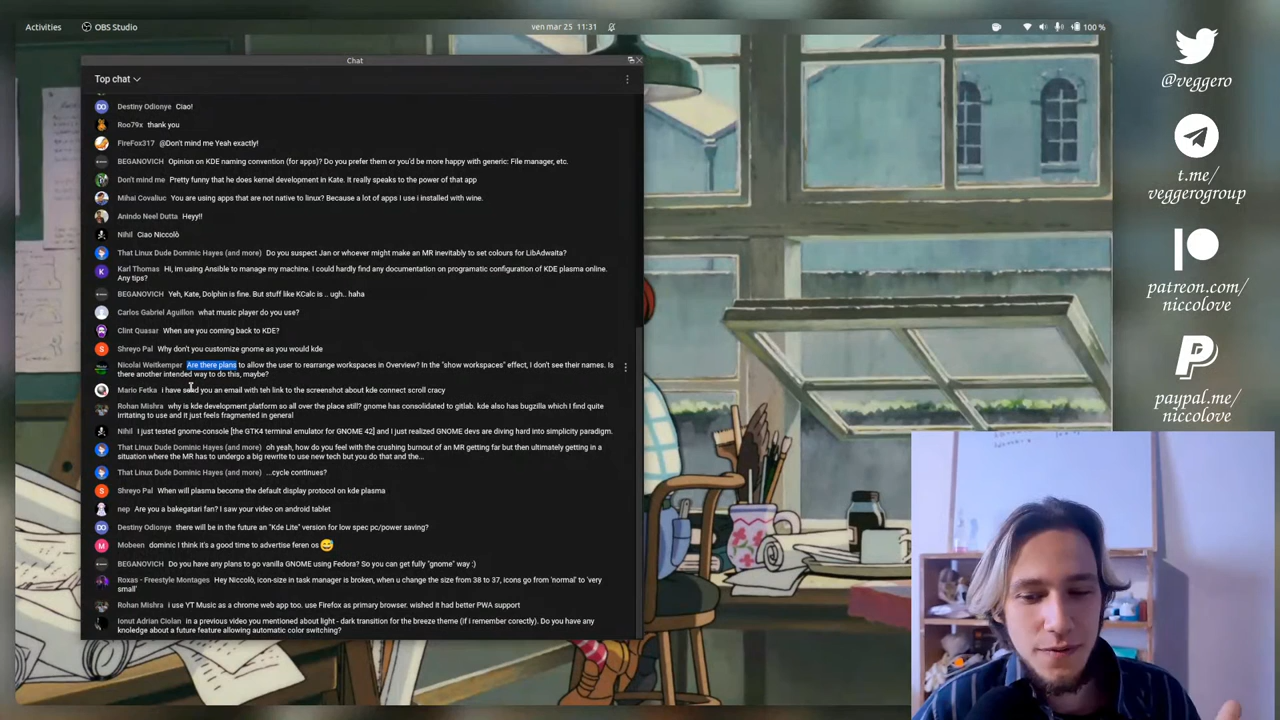 Activities
OBS Studio
ven mar 25 11:31
100 %
Chat
Top chat
DO Destiny Odionye Ciao!
Roo79x thank you
FireFox317 @Don't mind me Yeah exactly!
BEGANOVICH Opinion on KDE naming convention (for apps)? Do you prefer them or you'd be more happy with generic: File manager, etc.
Don't mind me Pretty funny that he does kernel development in Kate. It really speaks to the power of that app
Mihai Covaliuc You are using apps that are not native to linux? Because a lot of apps I use i installed with wine.
Anindo Neel Dutta Heyy!!
Nihil Ciao Niccolò
That Linux Dude Dominic Hayes (and more) Do you suspect Jan or whoever might make an MR inevitably to set colours for LibAdwaita?
K Karl Thomas Hi, im using Ansible to manage my machine. I could hardly find any documentation on programatic configuration of KDE plasma online.
Any tips?
BEGANOVICH Yeh, Kate, Dolphin is fine. But stuff like KCalc is .. ugh.. haha
Carlos Gabriel Aguillon what music player do you use?
Clint Quasar When are you coming back to KDE?
S Shreyo Pal Why don't you customize gnome as you would kde
Nicolai Weitkemper Are there plans to allow the user to rearrange workspaces in Overview? In the "show workspaces" effect, I don't see their names. Is
there another intended way to do this, maybe?
Mario Fetka i have send you an email with teh link to the screenshot about kde connect scroll crazy
Rohan Mishra why is kde development platform so all over the place still? gnome has consolidated to gitlab. kde also has bugzilla which I find quite
irritating to use and it just feels fragmented in general
Nihil I just tested gnome-console [the GTK4 terminal emulator for GNOME 42] and I just realized GNOME devs are diving hard into simplicity paradigm.
That Linux Dude Dominic Hayes (and more) oh yeah, how do you feel with the crushing burnout of an MR getting far but then ultimately getting in a
situation where the MR has to undergo a big rewrite to use new tech but you do that and the...
That Linux Dude Dominic Hayes (and more) ...cycle continues?
S Shreyo Pal When will plasma become the default display protocol on kde plasma
nep Are you a bakegatari fan? I saw your video on android tablet
DO Destiny Odionye there will be in the future an "Kde Lite" version for low spec pc/power saving?
M Mobeen dominic I think it's a good time to advertise feren os 😅
BEGANOVICH Do you have any plans to go vanilla GNOME using Fedora? So you can get fully "gnome" way :)
Roxas - Freestyle Montages Hey Niccolò, icon-size in task manager is broken, when u change the size from 38 to 37, icons go from 'normal' to 'very
small'
Rohan Mishra i use YT Music as a chrome web app too. use Firefox as primary browser. wished it had better PWA support
Ionut Adrian Ciolan in a previous video you mentioned about light - dark transition for the breeze theme (if i remember corectly). Do you have any
knoledge about a future feature allowing automatic color switching?
@veggero
t.me/
veggerogroup
patreon.com/
niccolove
paypal.me/
niccolove